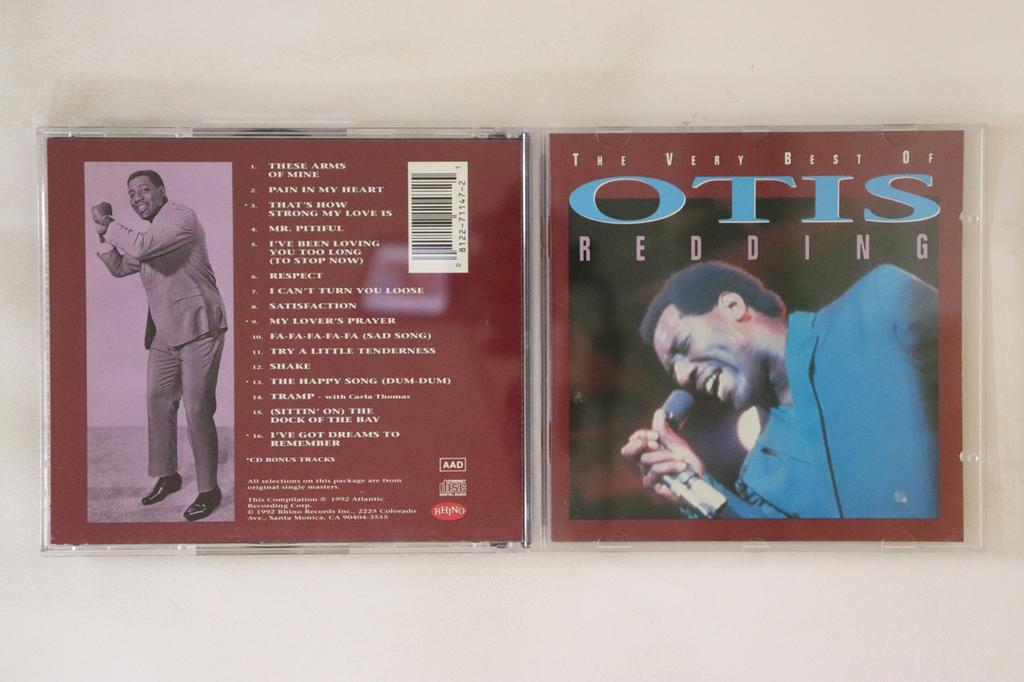 1. THESE ARMS
OF MINE
2. PAIN IN MY HEART
*3. THAT'S HOW
STRONG MY LOVE IS
4. MR. PITIFUL
5. I'VE BEEN LOVING
YOU TOO LONG
(TO STOP NOW)
6. RESPECT
7. I CAN'T TURN YOU LOOSE
8. SATISFACTION
*9. MY LOVER'S PRAYER
10. FA-FA-FA-FA-FA (SAD SONG)
11. TRY A LITTLE TENDERNESS
12. SHAKE
*13. THE HAPPY SONG (DUM-DUM)
14. TRAMP - with Carla Thomas
15. (SITTIN' ON) THE
DOCK OF THE BAY
*16. I'VE GOT DREAMS TO
REMEMBER
*CD BONUS TRACKS
All selections on this package are from
original single masters.
This Compilation ℗ 1992 Atlantic
Recording Corp.
© 1992 Rhino Records Inc., 2225 Colorado
Ave., Santa Monica, CA 90404-3555
0 8122-71147-2 5
AAD
COMPACT
disc
DIGITAL AUDIO
RHINO
THE VERY BEST OF
OTIS
REDDING